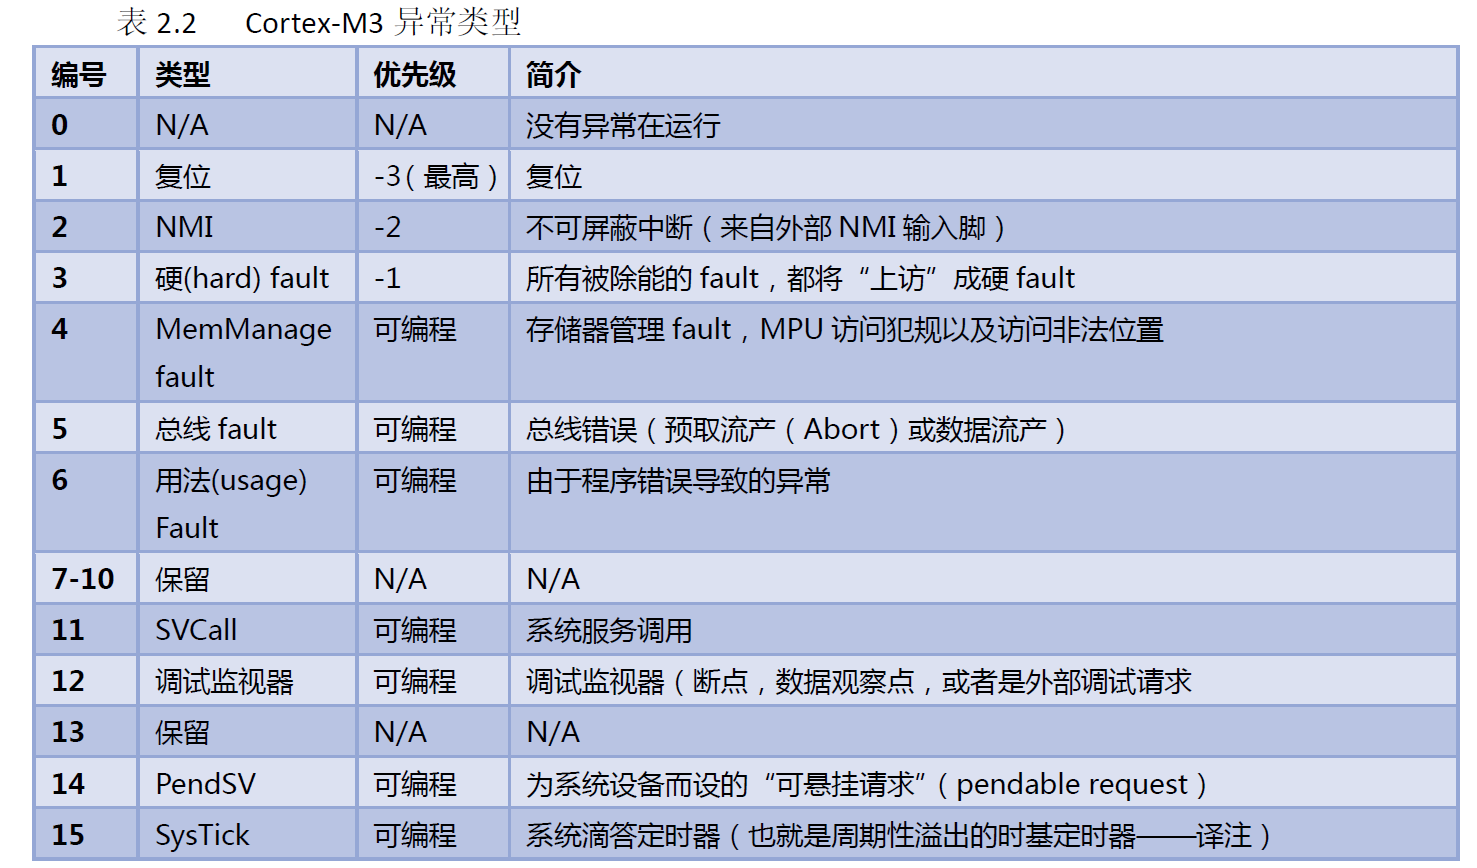 表 2.2 Cortex-M3 异常类型
编号 类型 优先级 简介
0 N/A N/A 没有异常在运行
1 复位 -3（最高） 复位
2 NMI -2 不可屏蔽中断（来自外部 NMI 输入脚）
3 硬(hard) fault -1 所有被除能的 fault，都将“上访”成硬 fault
4 MemManage 可编程 存储器管理 fault，MPU 访问犯规以及访问非法位置
fault
5 总线 fault 可编程 总线错误（预取流产（Abort）或数据流产）
6 用法(usage) 可编程 由于程序错误导致的异常
Fault
7-10 保留 N/A N/A
11 SVCall 可编程 系统服务调用
12 调试监视器 可编程 调试监视器（断点，数据观察点，或者是外部调试请求
13 保留 N/A N/A
14 PendSV 可编程 为系统设备而设的“可悬挂请求”（pendable request）
15 SysTick 可编程 系统滴答定时器（也就是周期性溢出的时基定时器——译注）